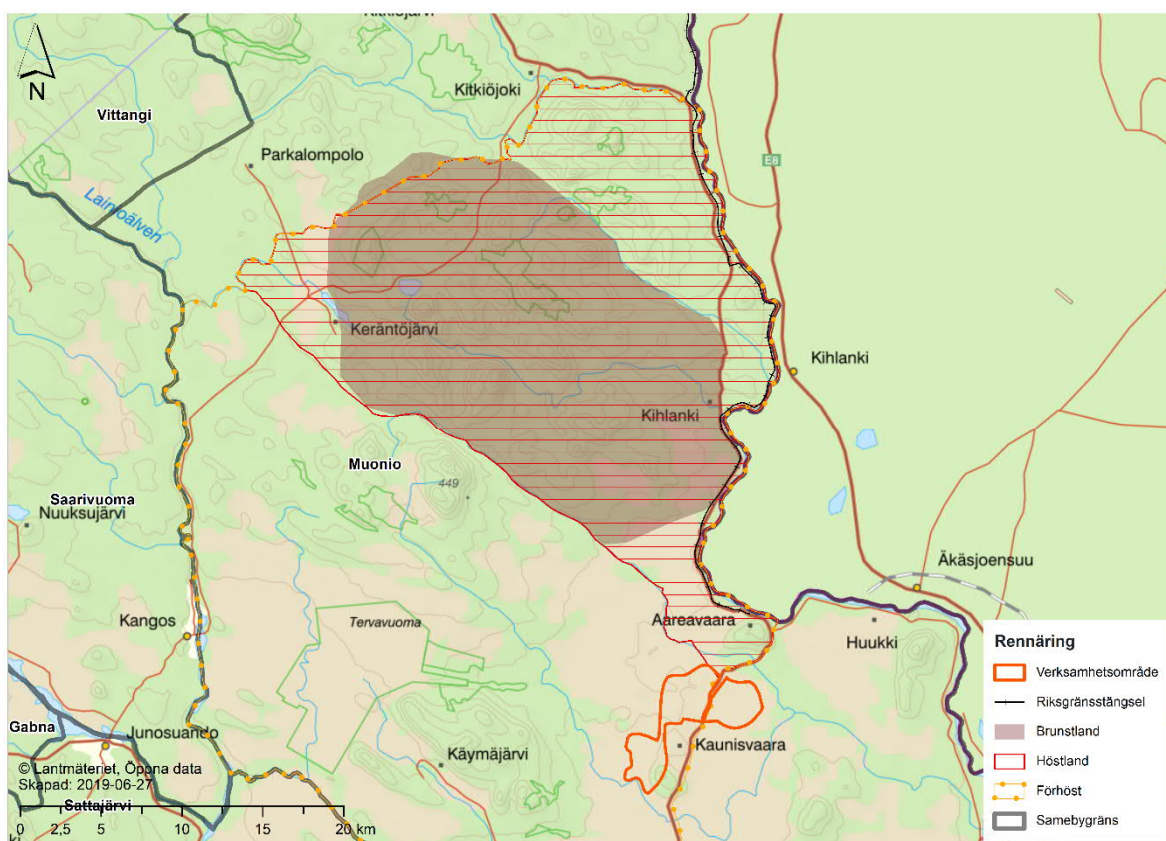 Kitkiöjärvi
N
Kitkiöjoki
Vittangi
Parkalompolo
E8
Lainioälven
Keräntöjärvi
Kihlanki
Kihlanki
Muonio
449
Saarivuoma
Nuuksujärvi
Äkäsjoensuu
Kangos
Tervavuoma
Aareavaara
Huukki
Gabna
Junosuando
Käymäjärvi
Kaunisvaara
© Lantmäteriet, Öppna data
Skapad: 2019-06-27
Sattajärvi
0 2,5 5 10 15 20 km
ki
Rennäring
Verksamhetsområde
Riksgränsstängsel
Brunstland
Höstland
Förhöst
Samebygräns